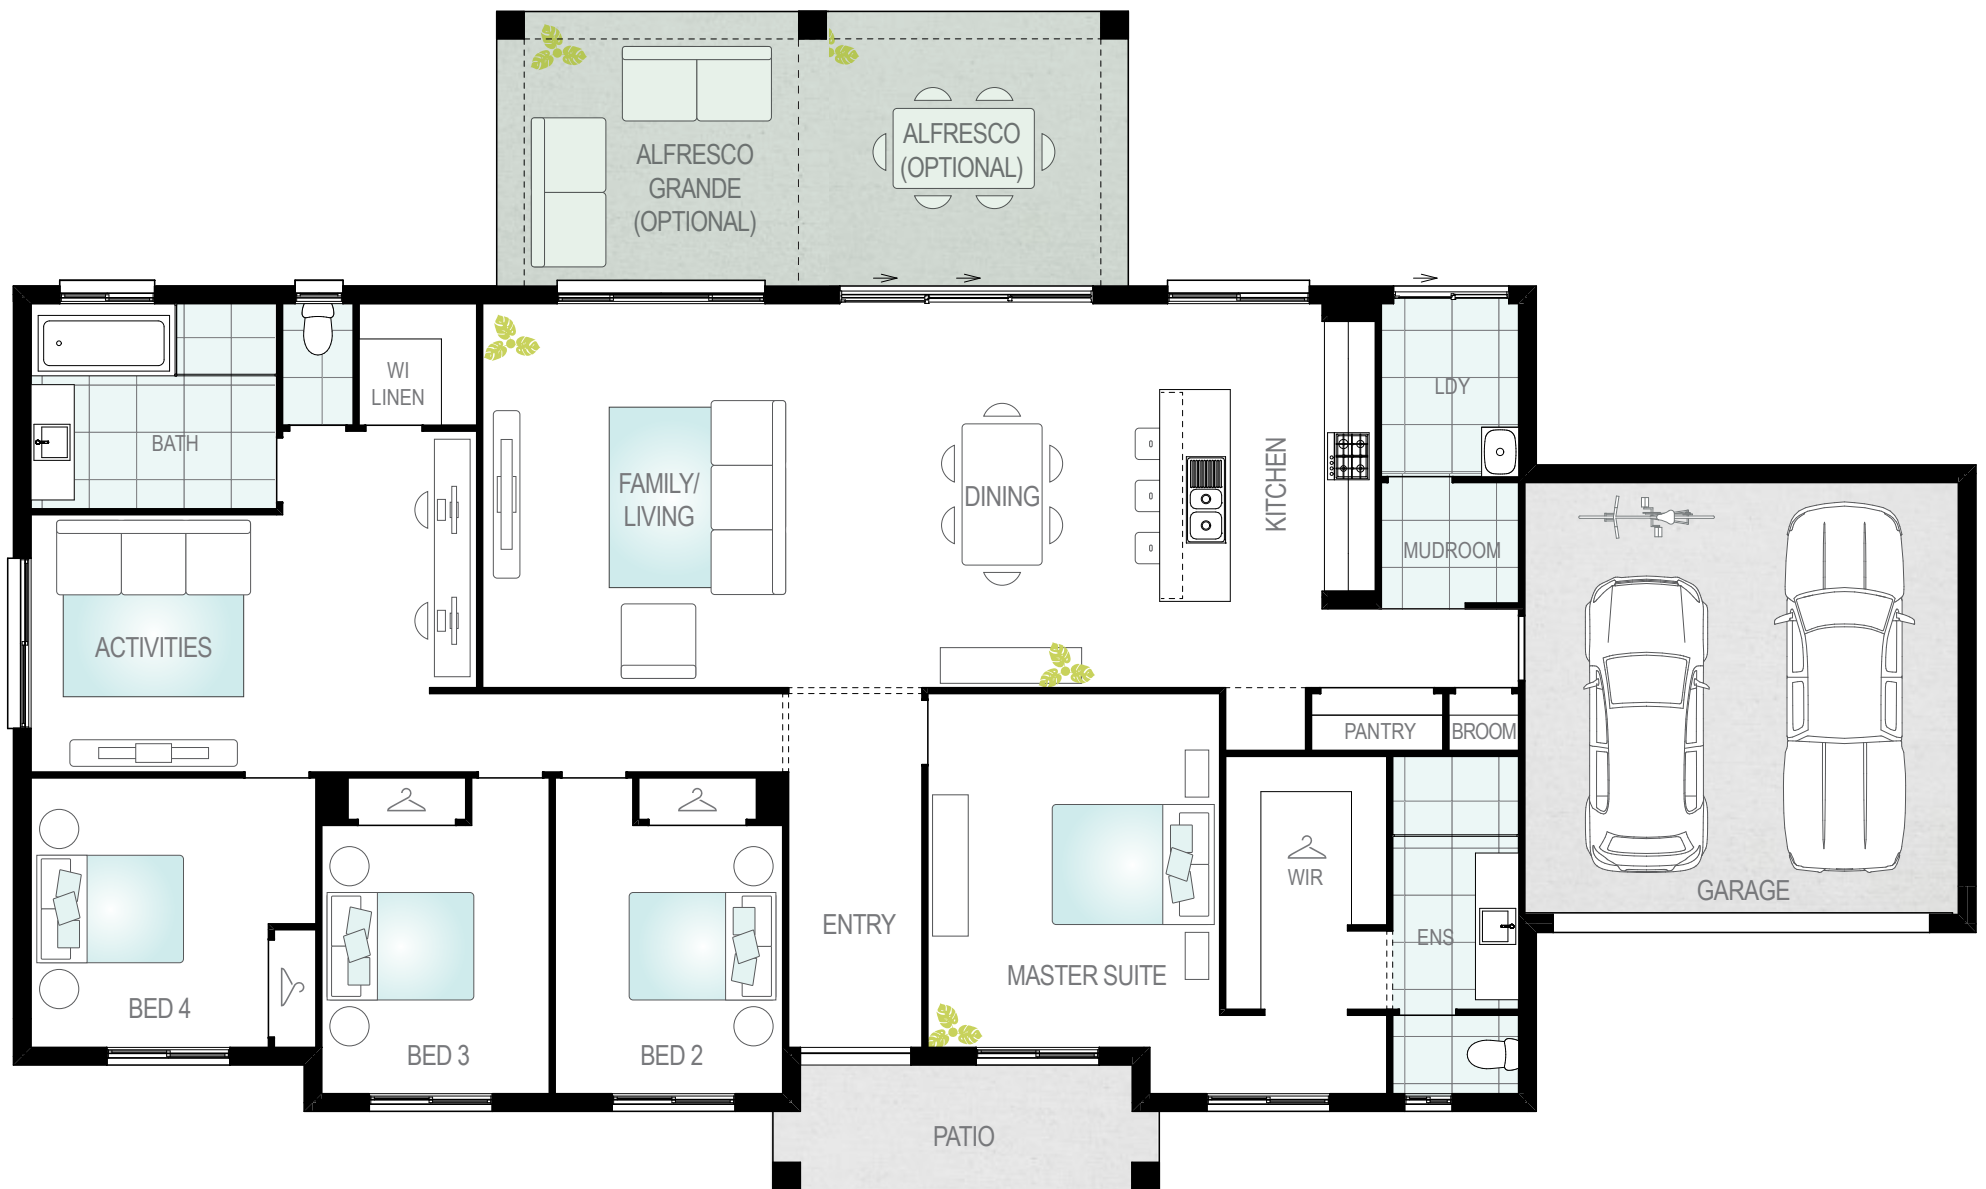 ALFRESCO
GRANDE
(OPTIONAL)
ALFRESCO
(OPTIONAL)
WI
LINEN
BATH
LDY
FAMILY/
LIVING
DINING
KITCHEN
MUDROOM
ACTIVITIES
PANTRY
BROOM
WIR
GARAGE
ENTRY
ENS
MASTER SUITE
BED 4
BED 3
BED 2
PATIO